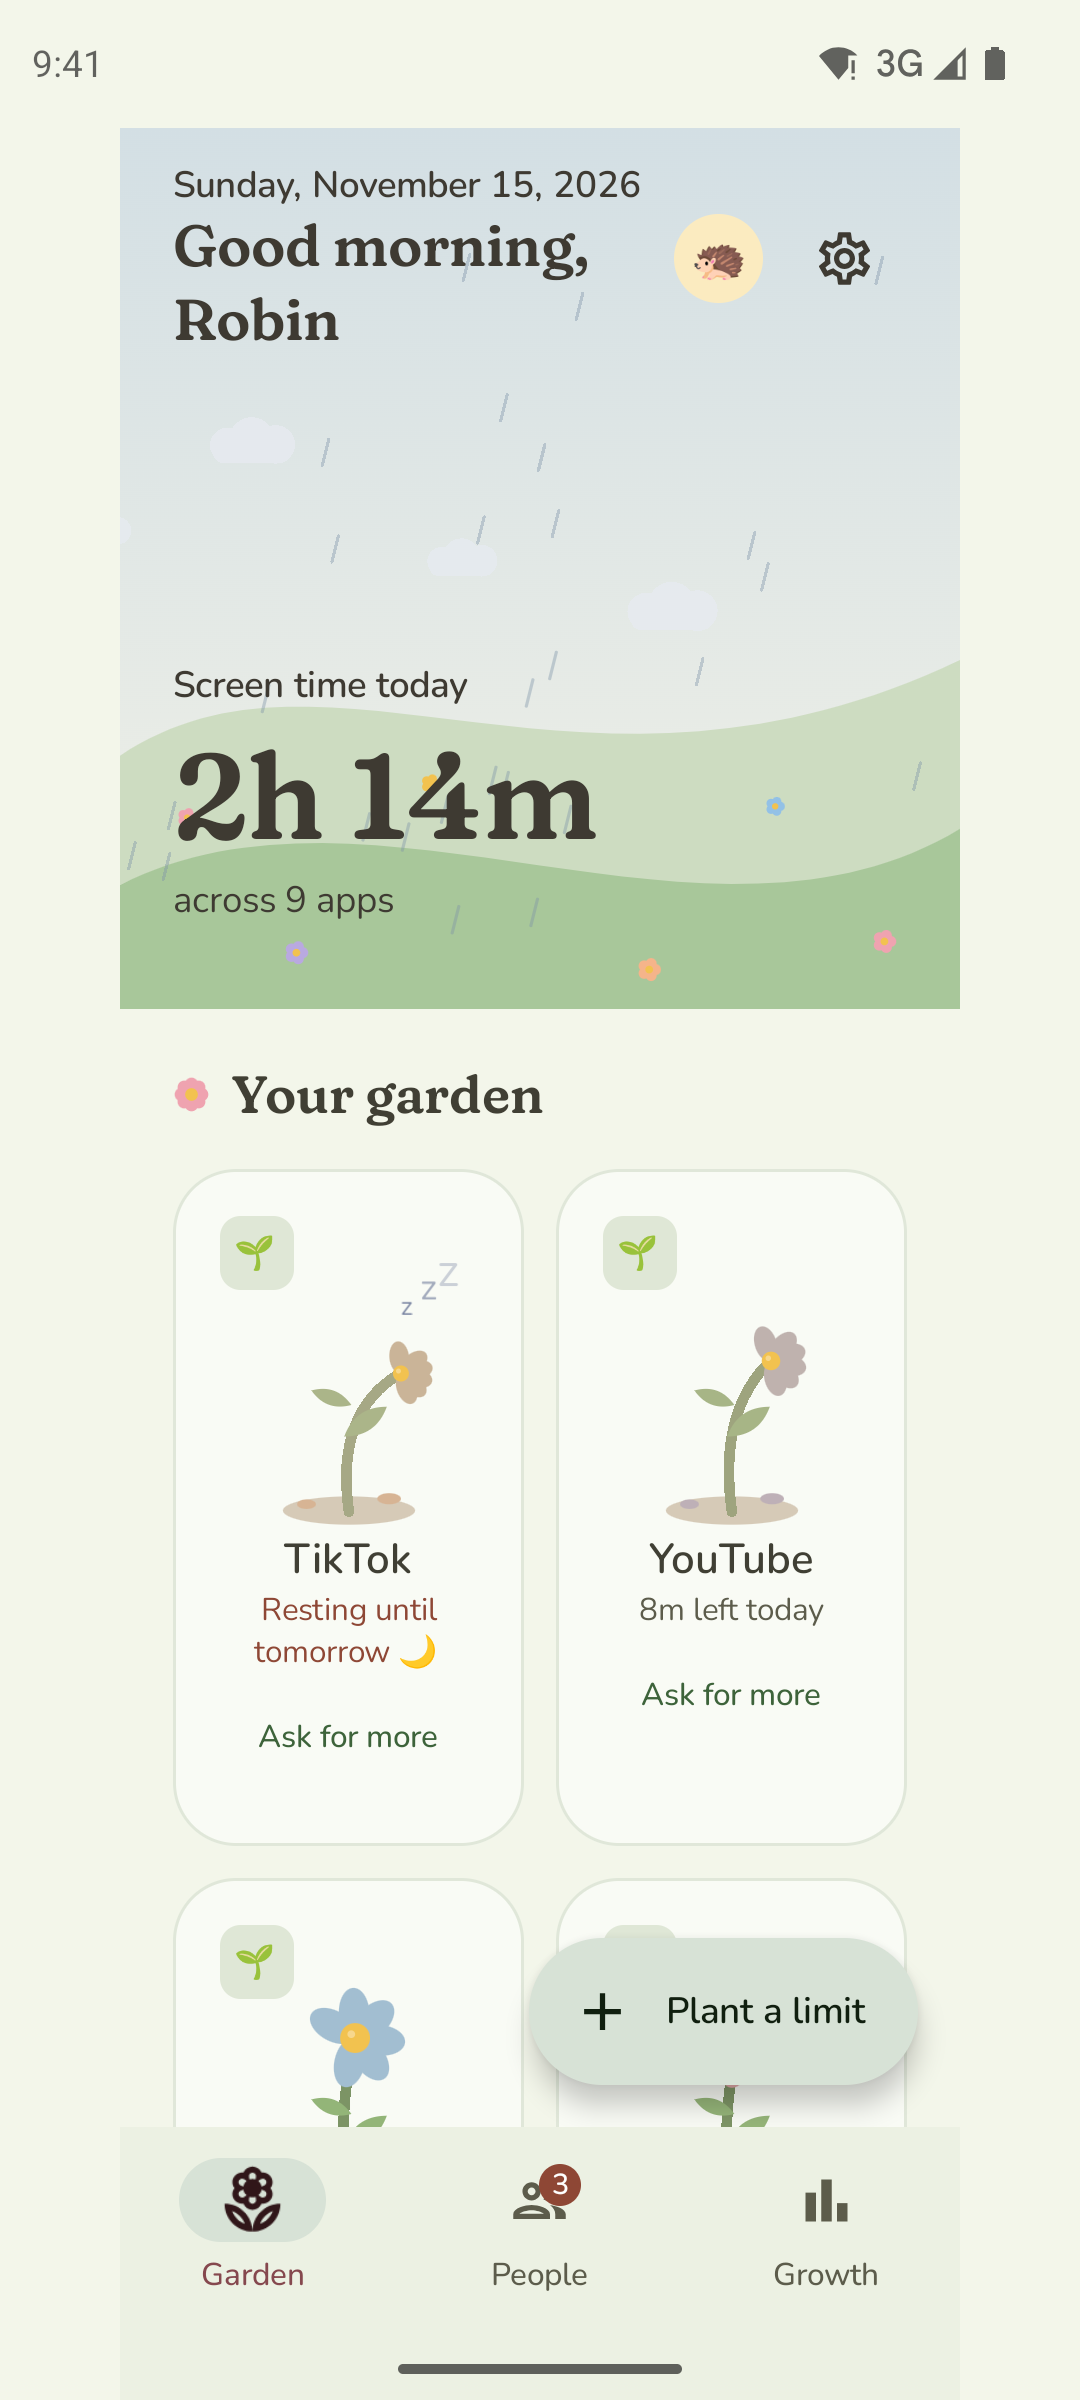 9:41
3G
Sunday, November 15, 2026
Good morning,
Robin
Screen time today
2h 14m
across 9 apps
Your garden
z z Z
TikTok
Resting until
tomorrow 🌙
Ask for more
YouTube
8m left today
Ask for more
+ Plant a limit
Garden
3
People
Growth